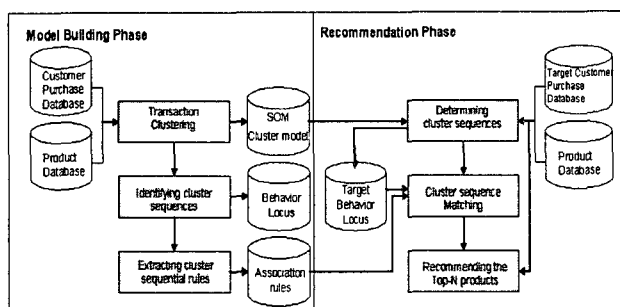 Model Building Phase
Customer
Purchase
Database
Product
Database
Transaction
Clustering
SOM
Cluster model
Identifying cluster
sequences
Behavior
Locus
Extracting cluster
sequential rules
Association
rules
Recommendation Phase
Determining
cluster sequences
Target Customer
Purchase
Database
Target
Behavior
Locus
Cluster sequence
Matching
Product
Database
Recommending the
Top-N products